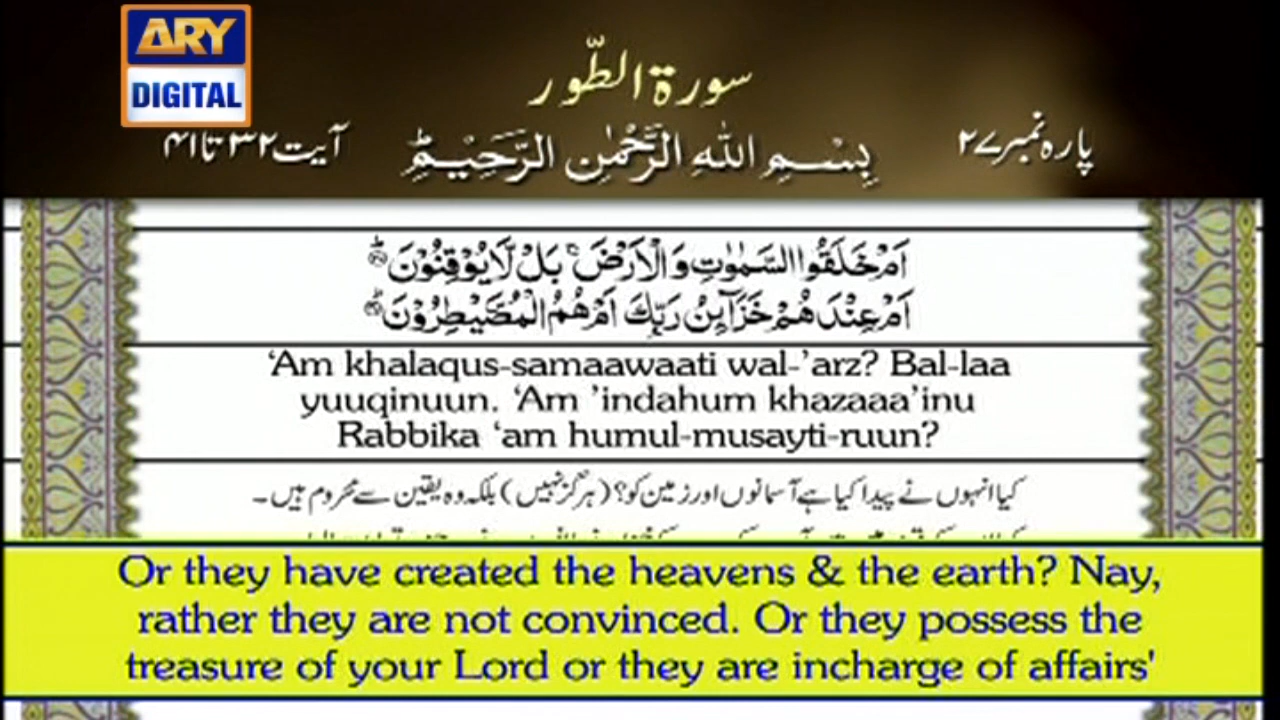 ARY
DIGITAL
سورة الطّور
پارہ نمبر ۲۷
بِسْمِ اللهِ الرَّحْمٰنِ الرَّحِيْمِ
آیت ۳۲ تا ۴۱
اَمْ خَلَقُوا السَّمٰوٰتِ وَالْاَرْضَ ۚ بَلْ لَّا يُوْقِنُوْنَ
اَمْ عِنْدَهُمْ خَزَآىِٕنُ رَبِّكَ اَمْ هُمُ الْمُصَۜيْطِرُوْنَ
‘Am khalaqus-samaawaati wal-’arz? Bal-laa
yuuqinuun. ‘Am ’indahum khazaaa’inu
Rabbika ‘am humul-musayti-ruun?
کیا انہوں نے پیدا کیا ہے آسمانوں اور زمین کو؟ (ہرگز نہیں) بلکہ وہ یقین سے محروم ہیں۔
Or they have created the heavens & the earth? Nay,
rather they are not convinced. Or they possess the
treasure of your Lord or they are incharge of affairs'